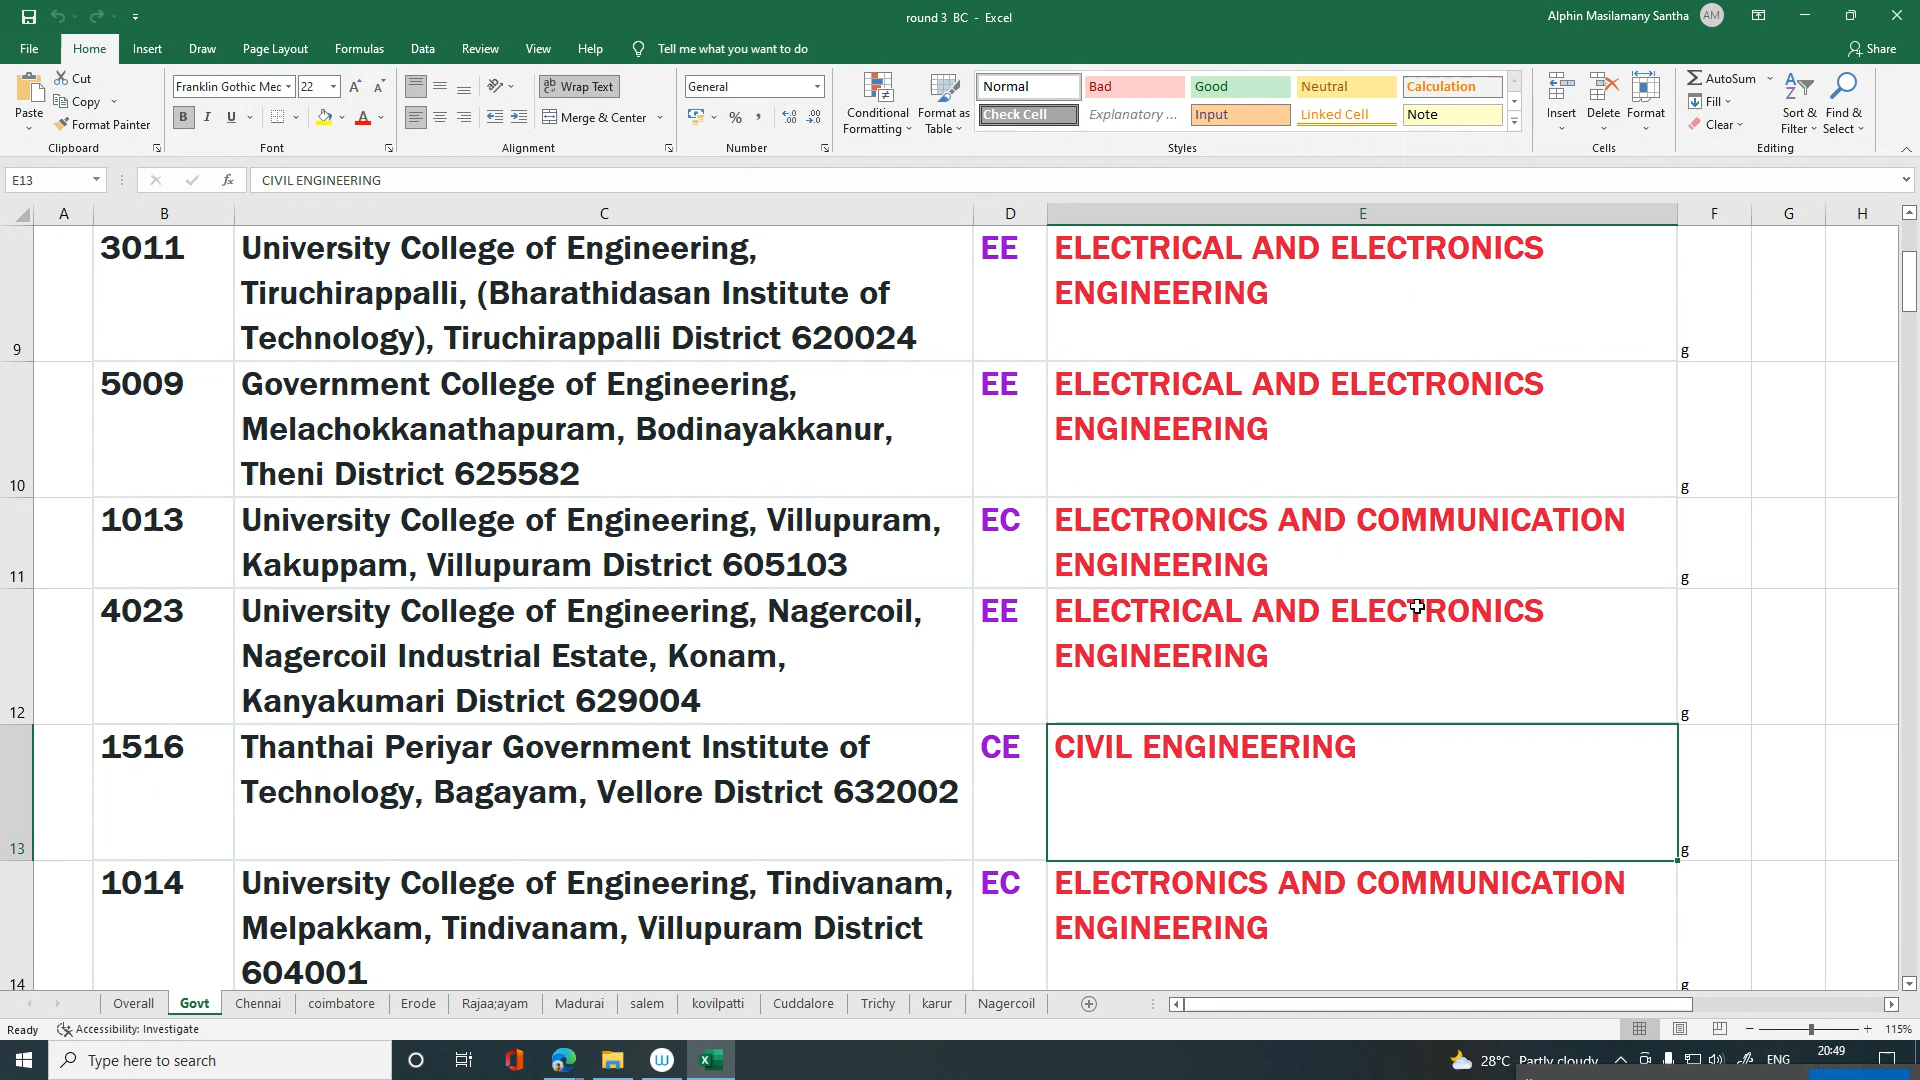 round 3 BC - Excel
Alphin Masilamany Santha
AM
File Home Insert Draw Page Layout Formulas Data Review View Help Tell me what you want to do
Share
Paste
Cut
Copy
Format Painter
Clipboard
Franklin Gothic Mec 22
B I U
Font
Wrap Text
Merge & Center
Alignment
General
Number
Conditional Formatting
Format as Table
Normal Bad Good Neutral Calculation
Check Cell Explanatory ... Input Linked Cell Note
Styles
Insert Delete Format
Cells
AutoSum
Fill
Clear
Sort & Filter
Find & Select
Editing
E13
fx
CIVIL ENGINEERING
A B C D E F G H
9
3011
University College of Engineering,
Tiruchirappalli, (Bharathidasan Institute of
Technology), Tiruchirappalli District 620024
EE
ELECTRICAL AND ELECTRONICS
ENGINEERING
g
10
5009
Government College of Engineering,
Melachokkanathapuram, Bodinayakkanur,
Theni District 625582
EE
ELECTRICAL AND ELECTRONICS
ENGINEERING
g
11
1013
University College of Engineering, Villupuram,
Kakuppam, Villupuram District 605103
EC
ELECTRONICS AND COMMUNICATION
ENGINEERING
g
12
4023
University College of Engineering, Nagercoil,
Nagercoil Industrial Estate, Konam,
Kanyakumari District 629004
EE
ELECTRICAL AND ELECTRONICS
ENGINEERING
g
13
1516
Thanthai Periyar Government Institute of
Technology, Bagayam, Vellore District 632002
CE
CIVIL ENGINEERING
g
14
1014
University College of Engineering, Tindivanam,
Melpakkam, Tindivanam, Villupuram District
604001
EC
ELECTRONICS AND COMMUNICATION
ENGINEERING
g
Overall Govt Chennai coimbatore Erode Rajaa;ayam Madurai salem kovilpatti Cuddalore Trichy karur Nagercoil
Ready Accessibility: Investigate
115%
Type here to search
28°C Partly cloudy
ENG
20:49